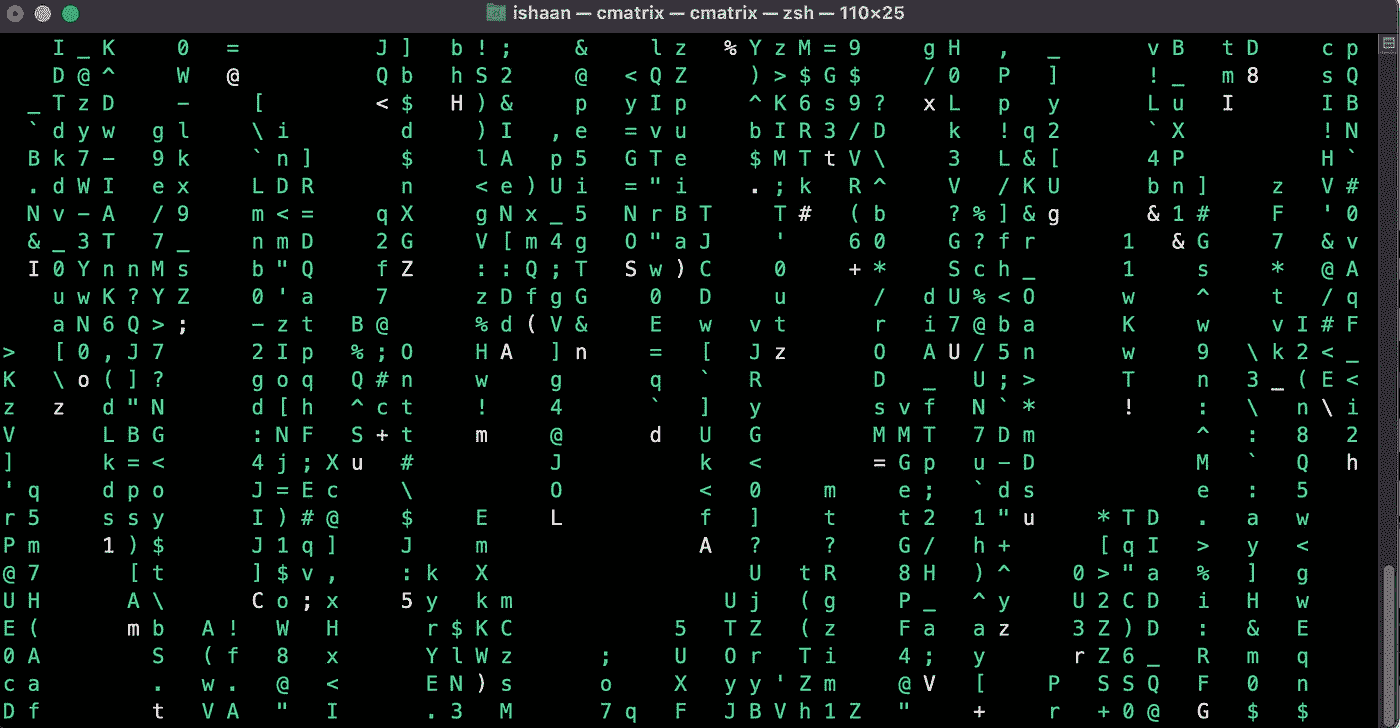 ishaan — cmatrix — cmatrix — zsh — 110×25
I _ K 0 = J ] b ! ; & l z % Y z M = 9 g H , _ v B t D c p
D @ ^ W @ Q b h S 2 @ < Q Z ) > $ G $ / 0 P ] ! _ m 8 s Q
_ T z D - [ < $ H ) & p y I p ^ K 6 s 9 ? x L p y L u I I B
` d y w g l \ i d ) I , e = v u b I R 3 / D k ! q 2 ` X ! N
B k 7 - 9 k ` n ] $ l A p 5 G T e $ M T t V \ 3 L & [ 4 P H `
. d W I e x L D R n < e ) U i = " i . ; k R ^ V / K U b n ] z V #
N v - A / 9 m < = q X g N x _ 5 N r B T T # ( b ? % ] & g & 1 # F ' 0
& _ 3 T 7 _ n m D 2 G V [ m 4 g O " a J ' 6 0 G ? f r 1 & G 7 & v
I 0 Y n n M s b " Q f Z : : Q ; T S w ) C 0 + * S c h _ 1 s * @ A
u w K ? Y Z 0 ' a 7 z D f g G 0 D u / d U % < O w ^ t / q
a N 6 Q > ; - z t B @ % d ( V & E w v t r i 7 @ b a K w v I # F
> [ 0 , J 7 2 I p % ; O H A ] n = [ J z O A U / 5 n w 9 \ k 2 < _
K \ o ( ] ? g o q Q # n w g q ` R D _ U ; > T n 3 _ ( E <
z z d " N d [ h ^ c t ! 4 ` ] y s v f N ` * ! : \ n \ i
V L B G : N F S + t m @ d U G M M T 7 D m ^ : 8 2
] k = < 4 j ; X u # J k < = G p u - D M ` Q h
' q d p o J = E c \ O < 0 m e ; ` d s e : 5
r 5 s s y I ) # @ $ E L f ] t t 2 1 " u * T D . a w
P m 1 ) $ J 1 q ] J m A ? ? G / h + [ q I > y <
@ 7 [ t ] $ v , : k X U t R 8 H ) ^ 0 > " a % ] g
U H A \ C o ; x 5 y k m U j ( g P _ ^ y U 2 C D i H w
E ( m b A ! W H r $ K C 5 T Z ( z F a a z 3 Z ) D : & E
0 A S ( f 8 x Y l W z ; U O r T i 4 ; y r Z 6 _ R m q
c a . w . @ < E N ) s o X y y ' Z m @ V [ P S S Q F 0 n
D f t V A " I . 3 M 7 q F J B V h 1 Z " + r + 0 @ G $ $